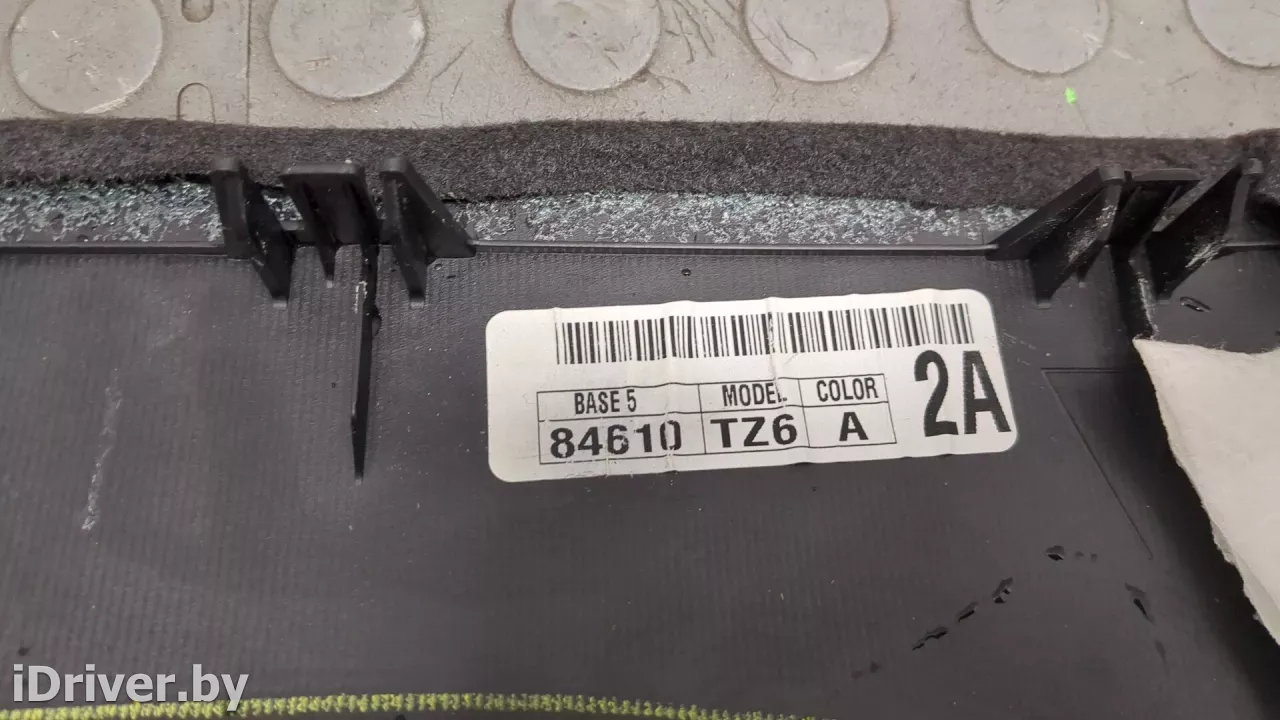 BASE 5 MODEL COLOR
84610 TZ6 A
2A
iDriver.by